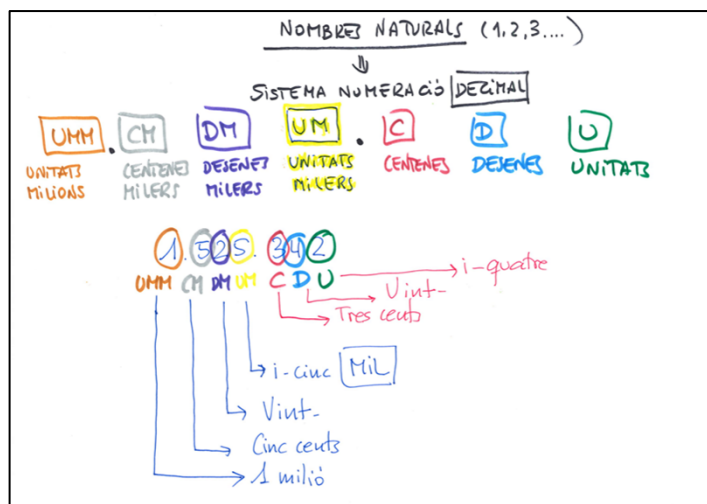 NOMBRES NATURALS (1,2,3....)
SISTEMA NUMERACIÓ DEZIMAL
UMM . CM DM UM . C D U
UNITATS MILIONS CENTENES MILERS DESENES MILERS UNITATS MILERS CENTENES DESENES UNITATS
1.525.342
UMM CM DM UM C D U
i-quatre
Vint-
Tres cents
i-cinc MIL
Vint-
Cinc cents
1 milió